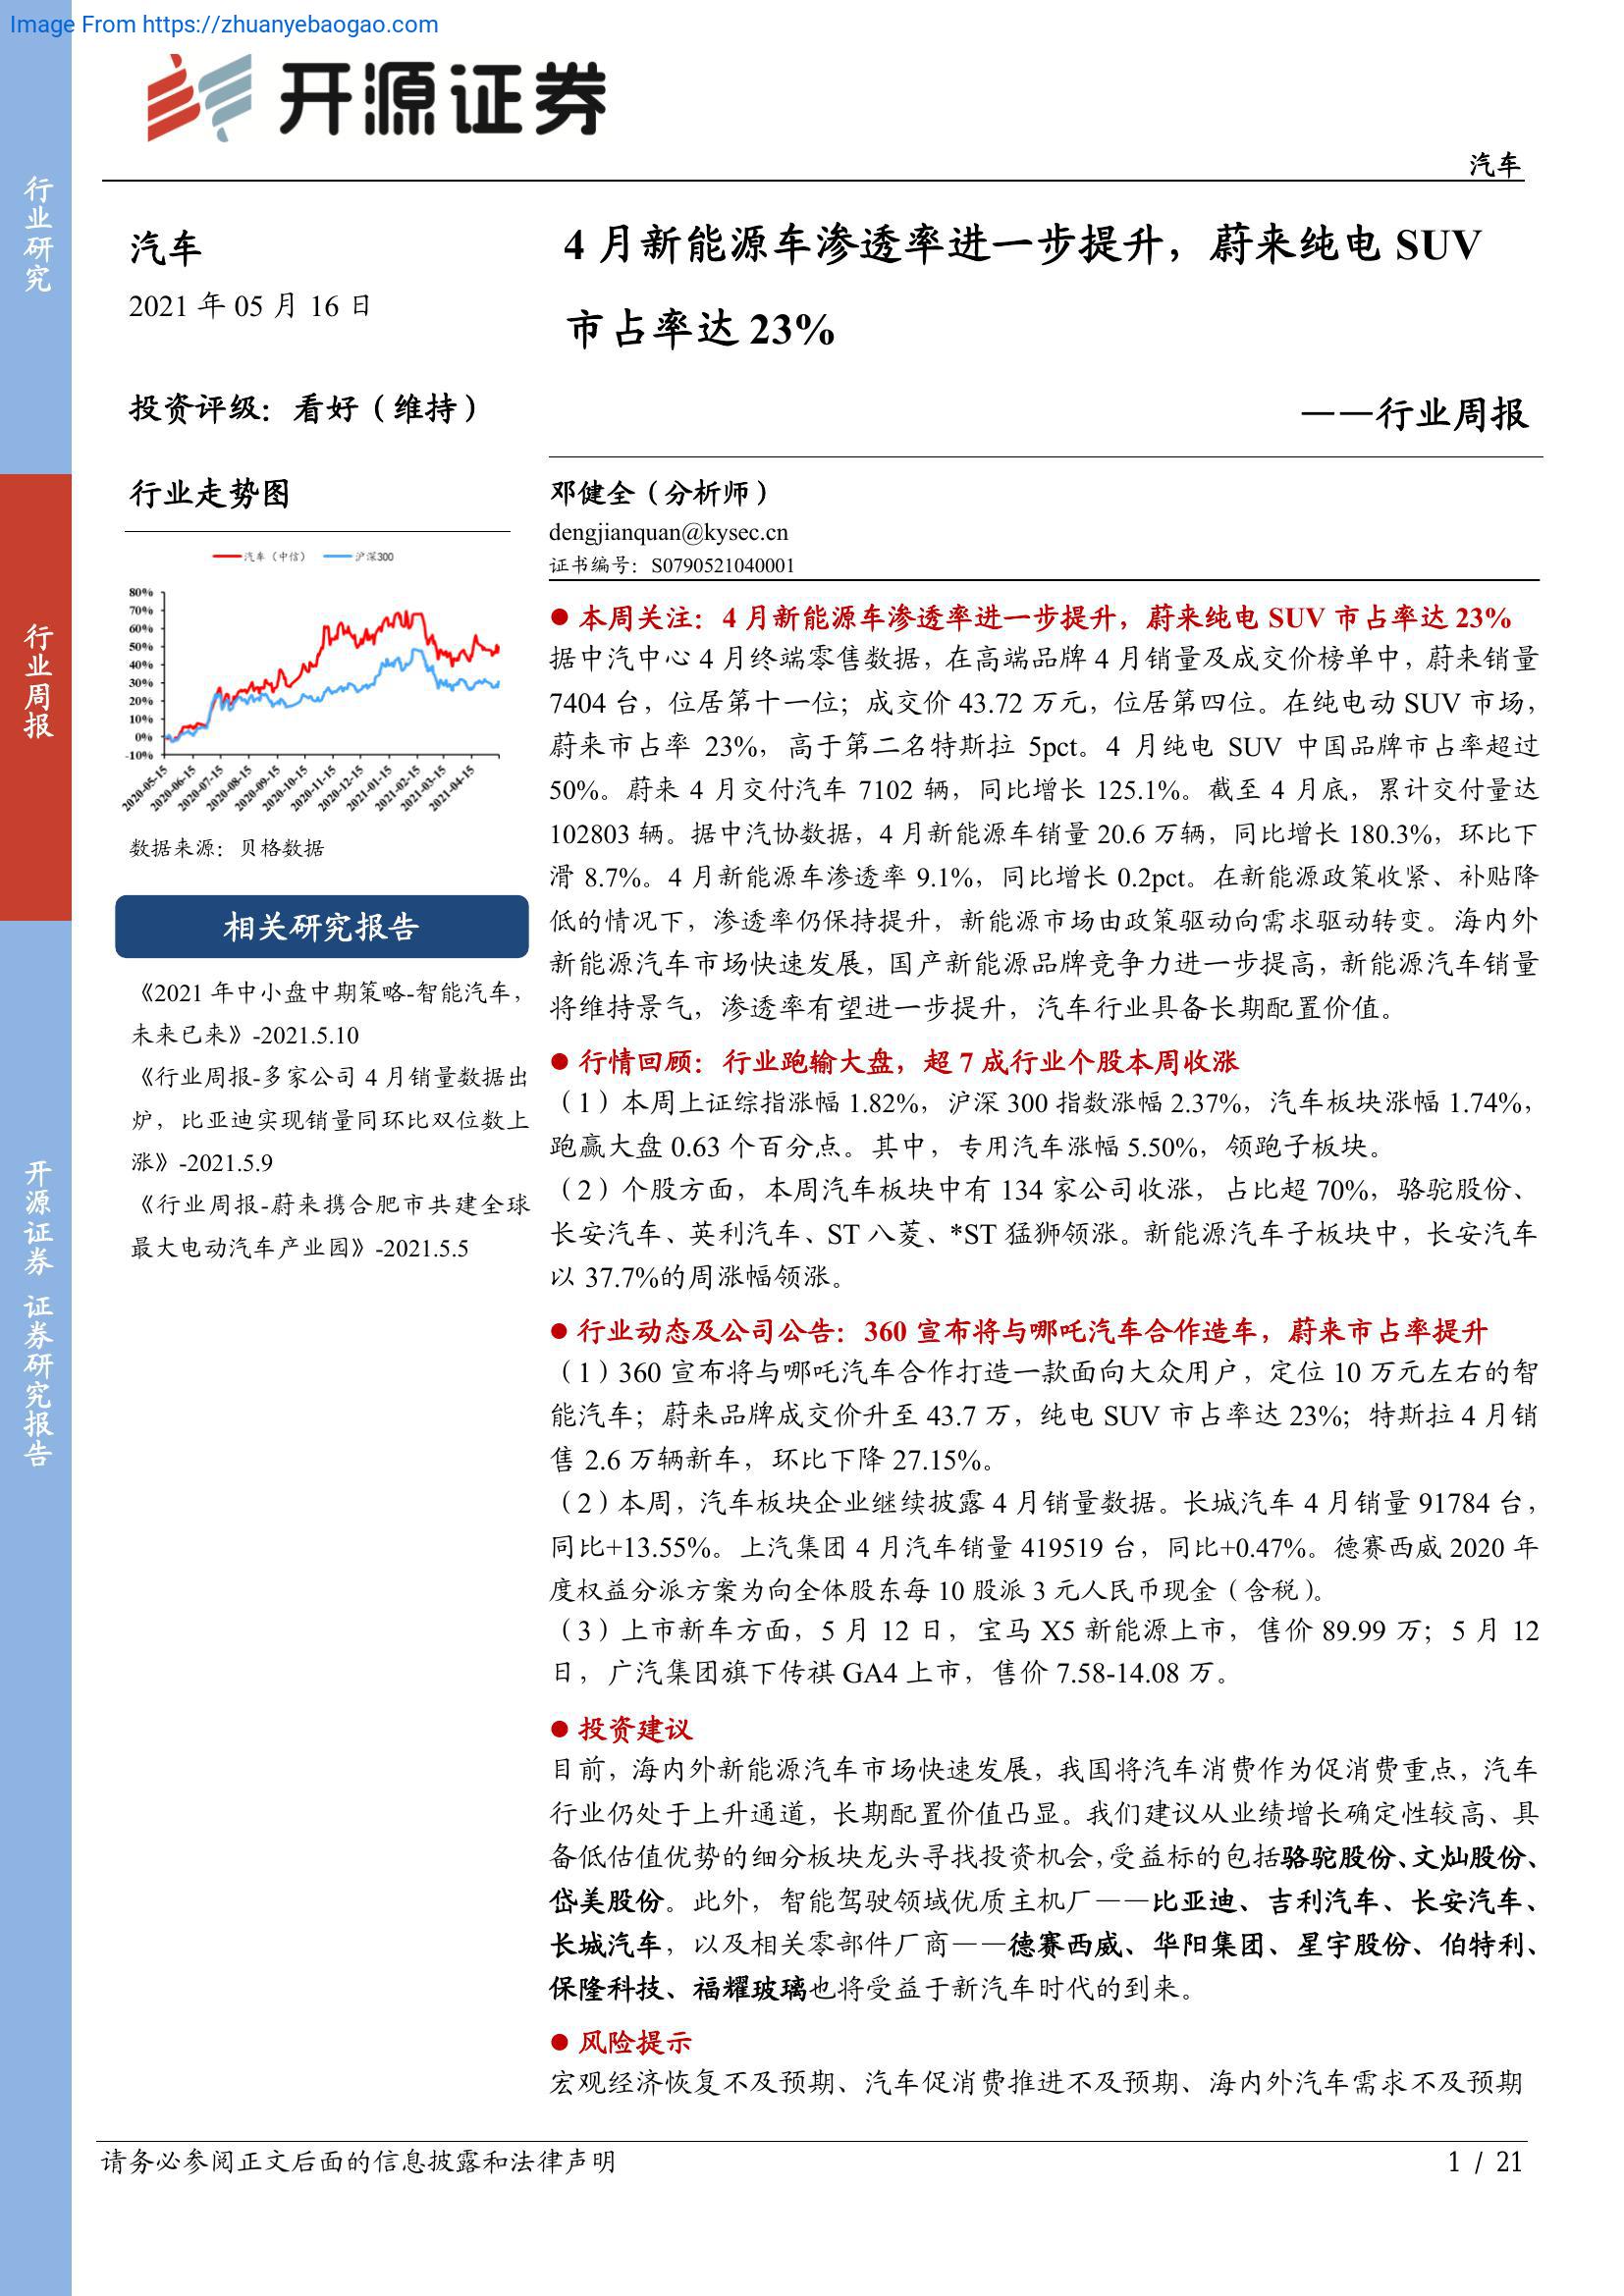 Image From https://zhuanyebaogao.com
开源证券
汽车
行业研究
行业周报
开源证券 证券研究报告
汽车
2021 年 05 月 16 日
投资评级：看好（维持）
行业走势图
汽车（中信） 沪深300
80%
70%
60%
50%
40%
30%
20%
10%
0%
-10%
2020-05-15
2020-06-15
2020-07-15
2020-08-15
2020-09-15
2020-10-15
2020-11-15
2020-12-15
2021-01-15
2021-02-15
2021-03-15
2021-04-15
数据来源：贝格数据
相关研究报告
《2021 年中小盘中期策略-智能汽车，
未来已来》-2021.5.10
《行业周报-多家公司 4 月销量数据出
炉，比亚迪实现销量同环比双位数上
涨》-2021.5.9
《行业周报-蔚来携合肥市共建全球
最大电动汽车产业园》-2021.5.5
4 月新能源车渗透率进一步提升，蔚来纯电 SUV
市占率达 23%
——行业周报
邓健全（分析师）
dengjianquan@kysec.cn
证书编号：S0790521040001
● 本周关注：4 月新能源车渗透率进一步提升，蔚来纯电 SUV 市占率达 23%
据中汽中心 4 月终端零售数据，在高端品牌 4 月销量及成交价榜单中，蔚来销量
7404 台，位居第十一位；成交价 43.72 万元，位居第四位。在纯电动 SUV 市场，
蔚来市占率 23%，高于第二名特斯拉 5pct。4 月纯电 SUV 中国品牌市占率超过
50%。蔚来 4 月交付汽车 7102 辆，同比增长 125.1%。截至 4 月底，累计交付量达
102803 辆。据中汽协数据，4 月新能源车销量 20.6 万辆，同比增长 180.3%，环比下
滑 8.7%。4 月新能源车渗透率 9.1%，同比增长 0.2pct。在新能源政策收紧、补贴降
低的情况下，渗透率仍保持提升，新能源市场由政策驱动向需求驱动转变。海内外
新能源汽车市场快速发展，国产新能源品牌竞争力进一步提高，新能源汽车销量
将维持景气，渗透率有望进一步提升，汽车行业具备长期配置价值。
● 行情回顾：行业跑输大盘，超 7 成行业个股本周收涨
（1）本周上证综指涨幅 1.82%，沪深 300 指数涨幅 2.37%，汽车板块涨幅 1.74%，
跑赢大盘 0.63 个百分点。其中，专用汽车涨幅 5.50%，领跑子板块。
（2）个股方面，本周汽车板块中有 134 家公司收涨，占比超 70%，骆驼股份、
长安汽车、英利汽车、ST 八菱、*ST 猛狮领涨。新能源汽车子板块中，长安汽车
以 37.7%的周涨幅领涨。
● 行业动态及公司公告：360 宣布将与哪吒汽车合作造车，蔚来市占率提升
（1）360 宣布将与哪吒汽车合作打造一款面向大众用户，定位 10 万元左右的智
能汽车；蔚来品牌成交价升至 43.7 万，纯电 SUV 市占率达 23%；特斯拉 4 月销
售 2.6 万辆新车，环比下降 27.15%。
（2）本周，汽车板块企业继续披露 4 月销量数据。长城汽车 4 月销量 91784 台，
同比+13.55%。上汽集团 4 月汽车销量 419519 台，同比+0.47%。德赛西威 2020 年
度权益分派方案为向全体股东每 10 股派 3 元人民币现金（含税）。
（3）上市新车方面，5 月 12 日，宝马 X5 新能源上市，售价 89.99 万；5 月 12
日，广汽集团旗下传祺 GA4 上市，售价 7.58-14.08 万。
● 投资建议
目前，海内外新能源汽车市场快速发展，我国将汽车消费作为促消费重点，汽车
行业仍处于上升通道，长期配置价值凸显。我们建议从业绩增长确定性较高、具
备低估值优势的细分板块龙头寻找投资机会，受益标的包括骆驼股份、文灿股份、
岱美股份。此外，智能驾驶领域优质主机厂——比亚迪、吉利汽车、长安汽车、
长城汽车，以及相关零部件厂商——德赛西威、华阳集团、星宇股份、伯特利、
保隆科技、福耀玻璃也将受益于新汽车时代的到来。
● 风险提示
宏观经济恢复不及预期、汽车促消费推进不及预期、海内外汽车需求不及预期
请务必参阅正文后面的信息披露和法律声明
1 / 21